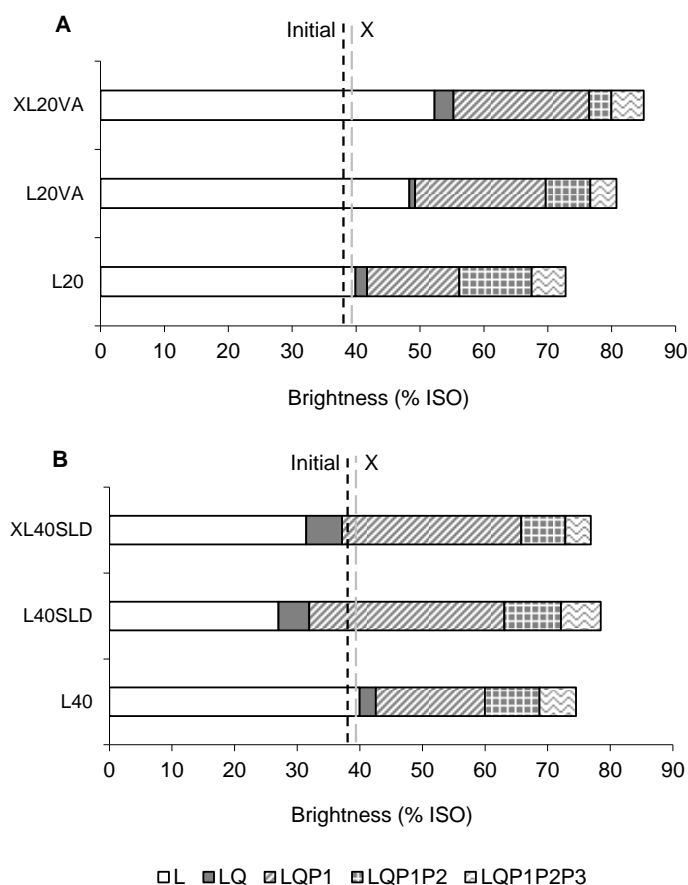 A
Initial X
XL20VA
L20VA
L20
0 10 20 30 40 50 60 70 80 90
Brightness (% ISO)
B
Initial X
XL40SLD
L40SLD
L40
0 10 20 30 40 50 60 70 80 90
Brightness (% ISO)
L LQ LQP1 LQP1P2 LQP1P2P3